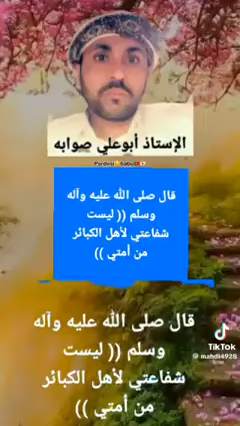 الإستاذ أبوعلي صوابه
قال صلى الله عليه وآله
وسلم (( ليست
شفاعتي لأهل الكبائر
من أمتي ))
قال صلى الله عليه وآله
وسلم (( ليست
شفاعتي لأهل الكبائر
من أمتي ))
TikTok
@mahdi4928